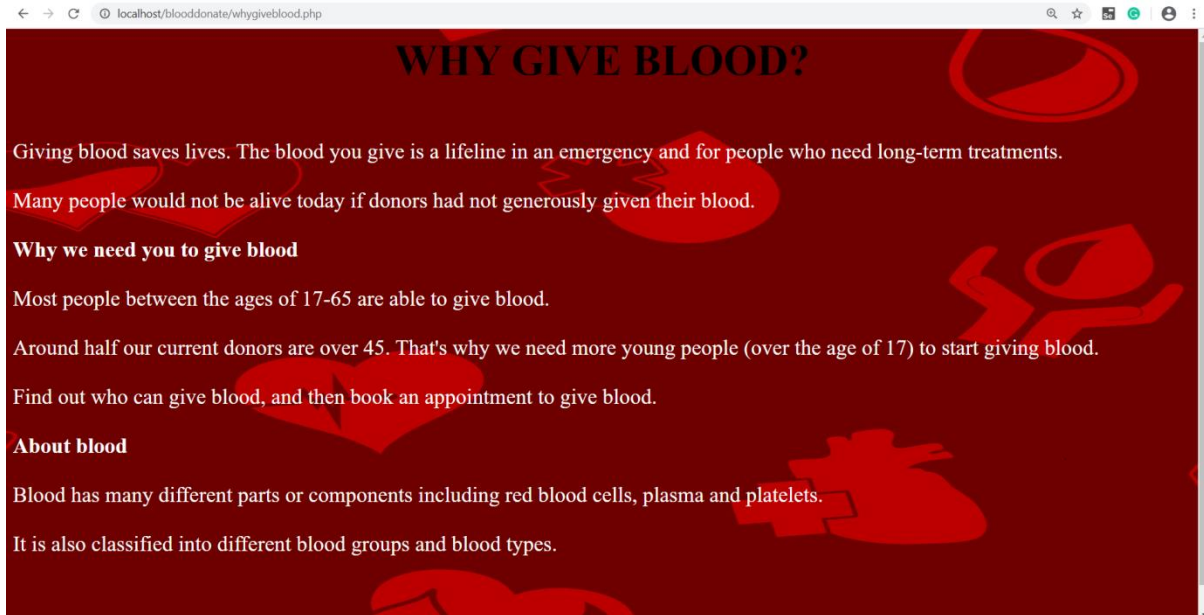 localhost/blooddonate/whygiveblood.php
WHY GIVE BLOOD?
Giving blood saves lives. The blood you give is a lifeline in an emergency and for people who need long-term treatments.
Many people would not be alive today if donors had not generously given their blood.
Why we need you to give blood
Most people between the ages of 17-65 are able to give blood.
Around half our current donors are over 45. That's why we need more young people (over the age of 17) to start giving blood.
Find out who can give blood, and then book an appointment to give blood.
About blood
Blood has many different parts or components including red blood cells, plasma and platelets.
It is also classified into different blood groups and blood types.